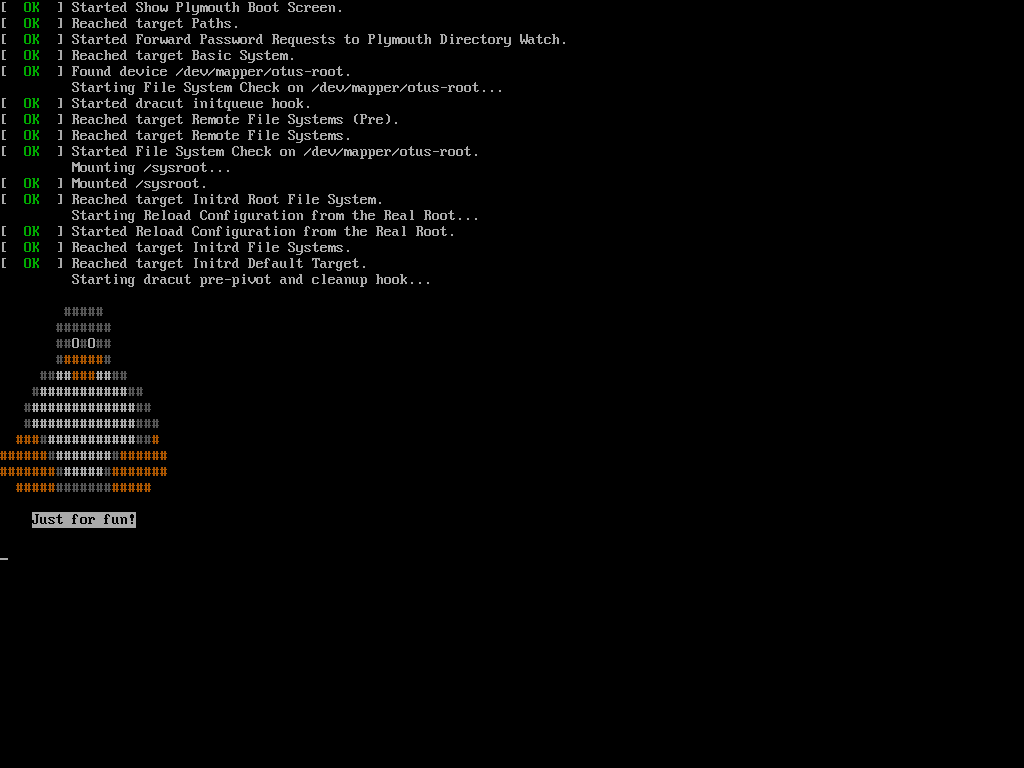 [  OK  ] Started Show Plymouth Boot Screen.
[  OK  ] Reached target Paths.
[  OK  ] Started Forward Password Requests to Plymouth Directory Watch.
[  OK  ] Reached target Basic System.
[  OK  ] Found device /dev/mapper/otus-root.
         Starting File System Check on /dev/mapper/otus-root...
[  OK  ] Started dracut initqueue hook.
[  OK  ] Reached target Remote File Systems (Pre).
[  OK  ] Reached target Remote File Systems.
[  OK  ] Started File System Check on /dev/mapper/otus-root.
         Mounting /sysroot...
[  OK  ] Mounted /sysroot.
[  OK  ] Reached target Initrd Root File System.
         Starting Reload Configuration from the Real Root...
[  OK  ] Started Reload Configuration from the Real Root.
[  OK  ] Reached target Initrd File Systems.
[  OK  ] Reached target Initrd Default Target.
         Starting dracut pre-pivot and cleanup hook...

        #####
       #######
       ##O#O##
       #######
     ###########
    ##############
   ################
   #################
  ##################
#####################
#####################
  #################

    Just for fun!

_